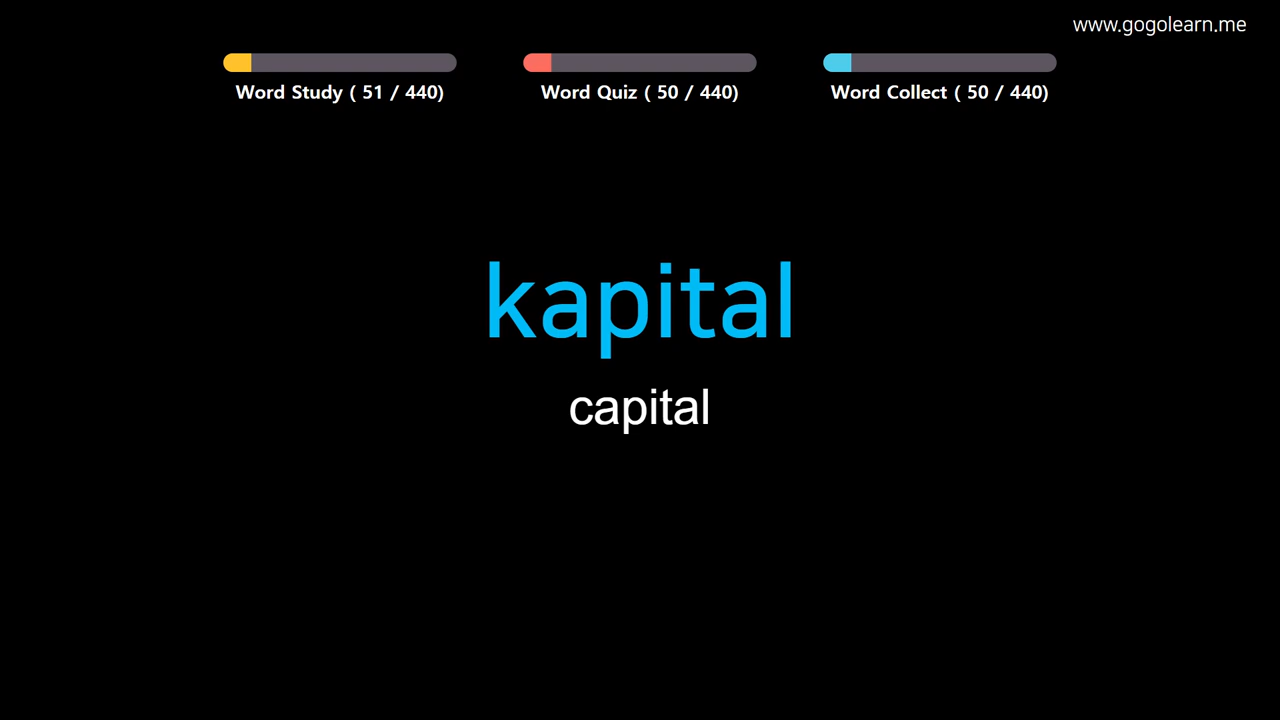 www.gogolearn.me
Word Study ( 51 / 440)
Word Quiz ( 50 / 440)
Word Collect ( 50 / 440)
kapital
capital